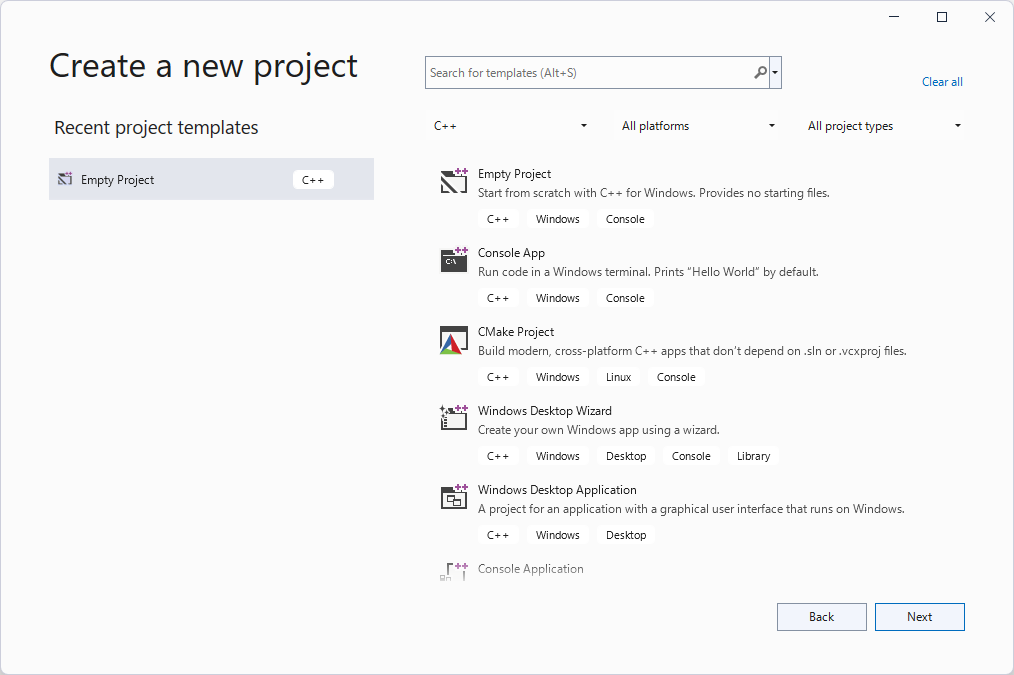 Create a new project
Search for templates (Alt+S)
Clear all
Recent project templates
C++ All platforms All project types
Empty Project C++
Empty Project
Start from scratch with C++ for Windows. Provides no starting files.
C++ Windows Console
Console App
C:\
Run code in a Windows terminal. Prints “Hello World” by default.
C++ Windows Console
CMake Project
Build modern, cross-platform C++ apps that don’t depend on .sln or .vcxproj files.
C++ Windows Linux Console
Windows Desktop Wizard
Create your own Windows app using a wizard.
C++ Windows Desktop Console Library
Windows Desktop Application
A project for an application with a graphical user interface that runs on Windows.
C++ Windows Desktop
Console Application
Back Next